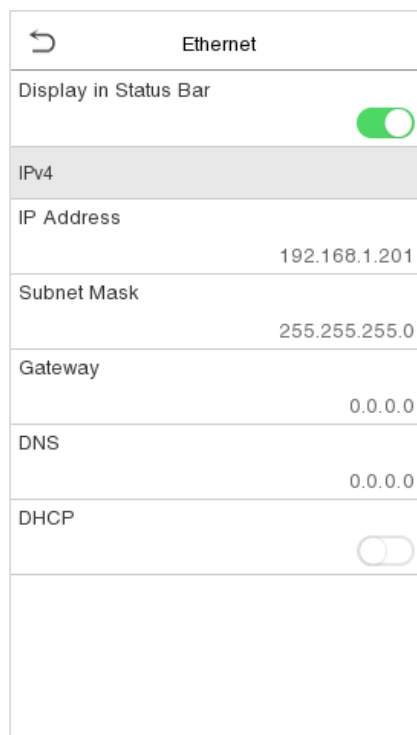 Ethernet
Display in Status Bar
IPv4
IP Address
192.168.1.201
Subnet Mask
255.255.255.0
Gateway
0.0.0.0
DNS
0.0.0.0
DHCP